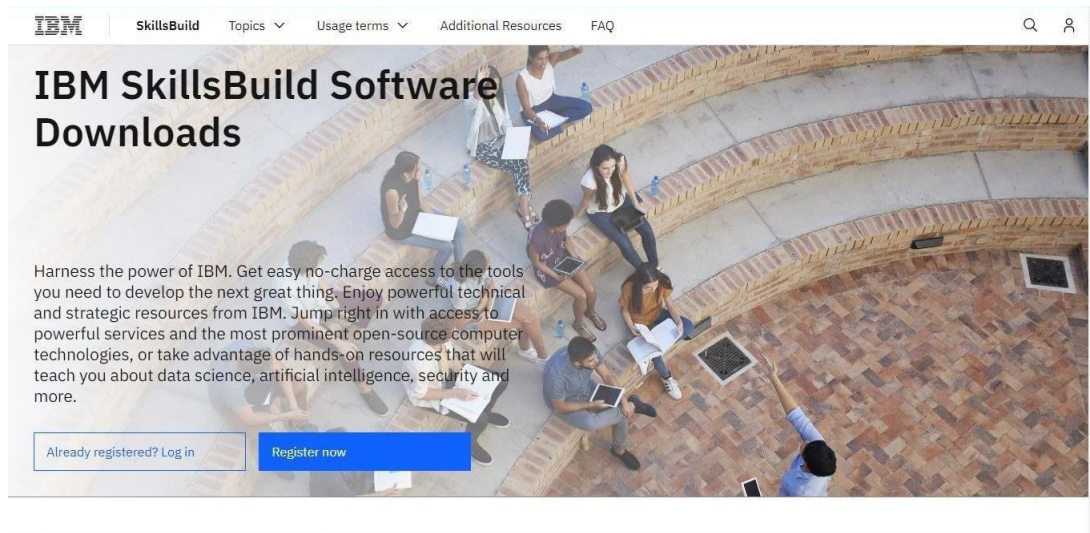 IBM SkillsBuild Topics Usage terms Additional Resources FAQ
IBM SkillsBuild Software
Downloads
Harness the power of IBM. Get easy no-charge access to the tools
you need to develop the next great thing. Enjoy powerful technical
and strategic resources from IBM. Jump right in with access to
powerful services and the most prominent open-source computer
technologies, or take advantage of hands-on resources that will
teach you about data science, artificial intelligence, security and
more.
Already registered? Log in Register now